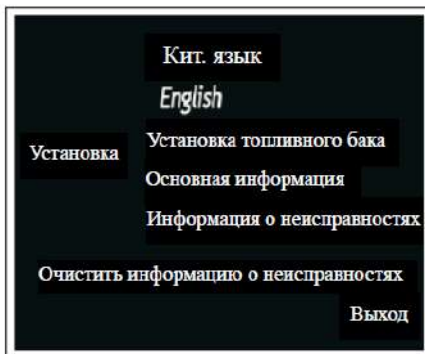 Кит. язык
English
Установка
Установка топливного бака
Основная информация
Информация о неисправностях
Очистить информацию о неисправностях
Выход